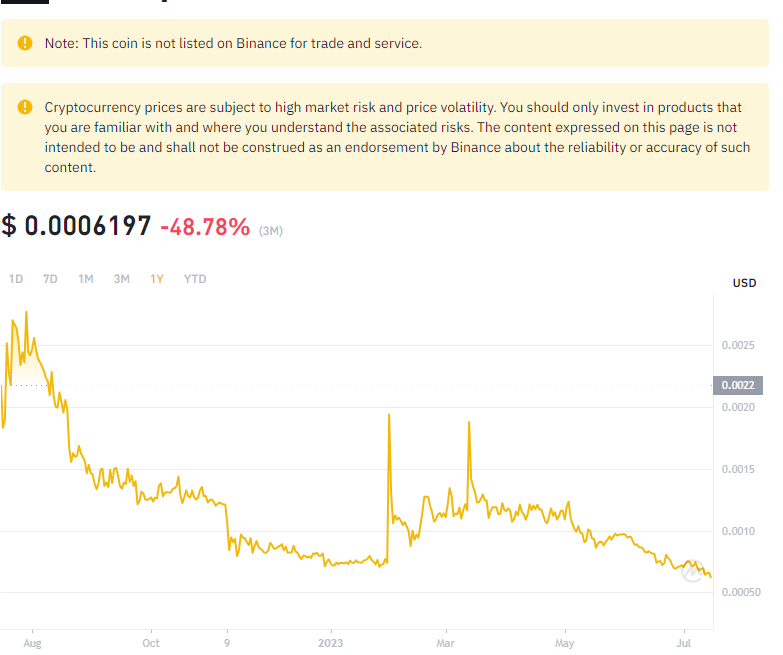 Note: This coin is not listed on Binance for trade and service.
Cryptocurrency prices are subject to high market risk and price volatility. You should only invest in products that
you are familiar with and where you understand the associated risks. The content expressed on this page is not
intended to be and shall not be construed as an endorsement by Binance about the reliability or accuracy of such
content.
$ 0.0006197 -48.78% (3M)
1D 7D 1M 3M 1Y YTD
USD
0.0025
0.0022
0.0020
0.0015
0.0010
0.00050
Aug Oct 9 2023 Mar May Jul